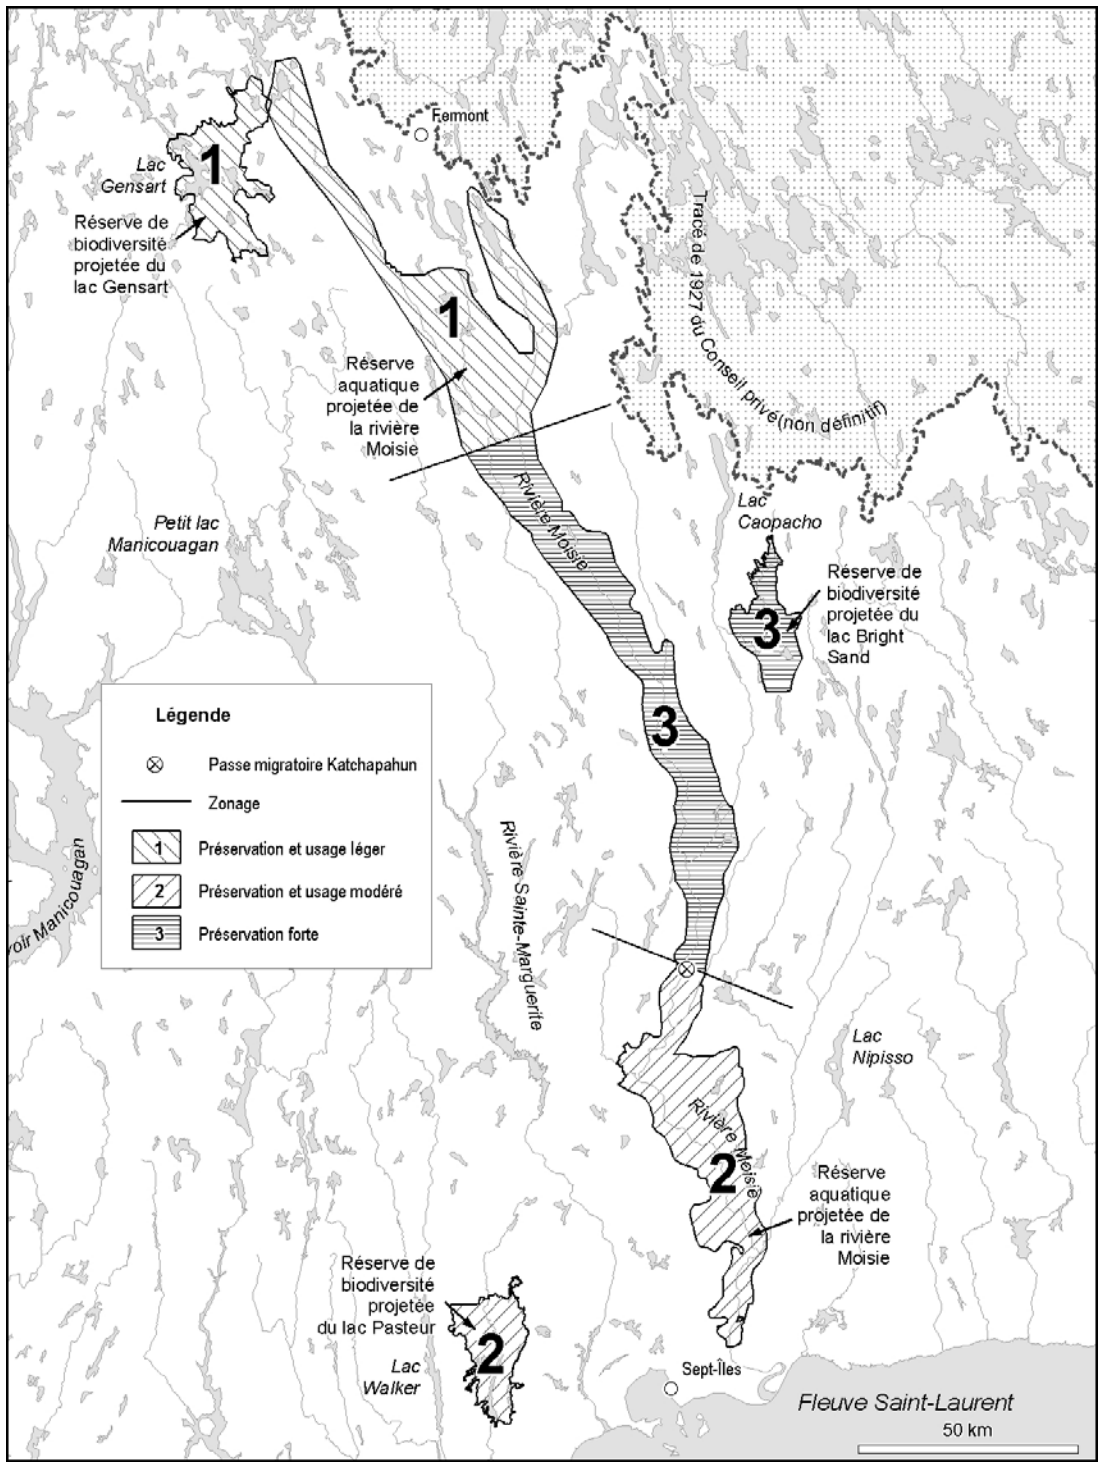 Fermont
1
Lac
Gensart
Réserve de
biodiversité
projetée du
lac Gensart
Tracé de 1927 du Conseil privé(non définitif)
1
Réserve
aquatique
projetée de
la rivière
Moisie
Rivière Moisie
Lac
Caopacho
Petit lac
Manicouagan
Réserve de
biodiversité
projetée du
lac Bright
Sand
3
3
Légende
Passe migratoire Katchapahun
Zonage
1 Préservation et usage léger
2 Préservation et usage modéré
3 Préservation forte
oir Manicouagan
Rivière Sainte-Marguerite
Lac
Nipisso
Rivière Moisie
2
Réserve
aquatique
projetée de
la rivière
Moisie
Réserve de
biodiversité
projetée
du lac Pasteur
2
Lac
Walker
Sept-Îles
Fleuve Saint-Laurent
50 km